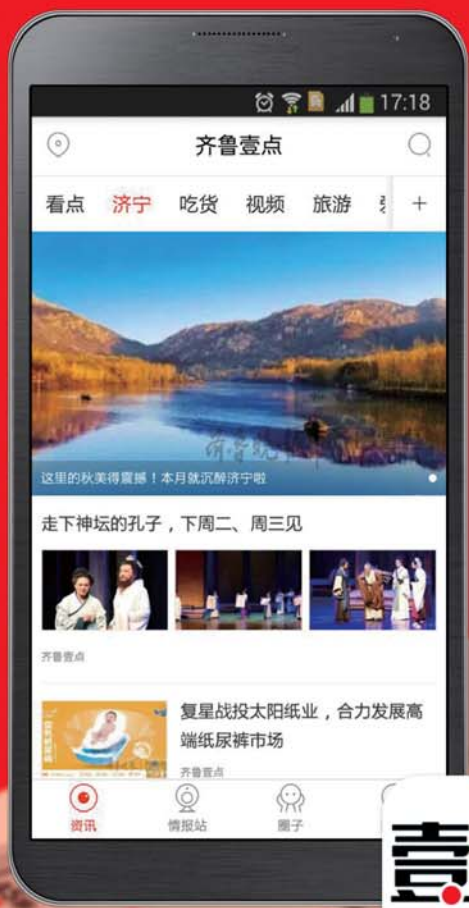 17:18
齐鲁壹点
看点 济宁 吃货 视频 旅游 +
这里的秋美得震撼！本月就沉醉济宁啦
走下神坛的孔子，下周二、周三见
齐鲁壹点
复星战投太阳纸业，合力发展高
端纸尿裤市场
齐鲁壹点
资讯 情报站 圈子
壹